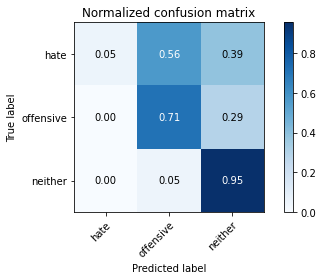 Normalized confusion matrix
True label
hate 0.05 0.56 0.39
offensive 0.00 0.71 0.29
neither 0.00 0.05 0.95
hate offensive neither
Predicted label
0.8
0.6
0.4
0.2
0.0